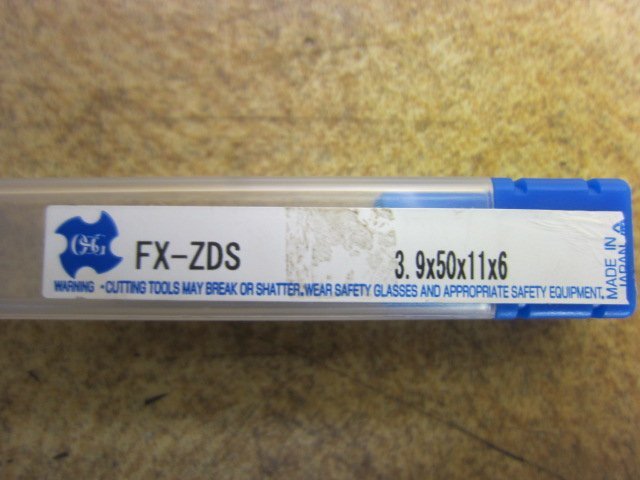 OSG
FX-ZDS 3.9x50x11x6
WARNING •CUTTING TOOLS MAY BREAK OR SHATTER. WEAR SAFETY GLASSES AND APPROPRIATE SAFETY EQUIPMENT.
MADE IN
JAPAN